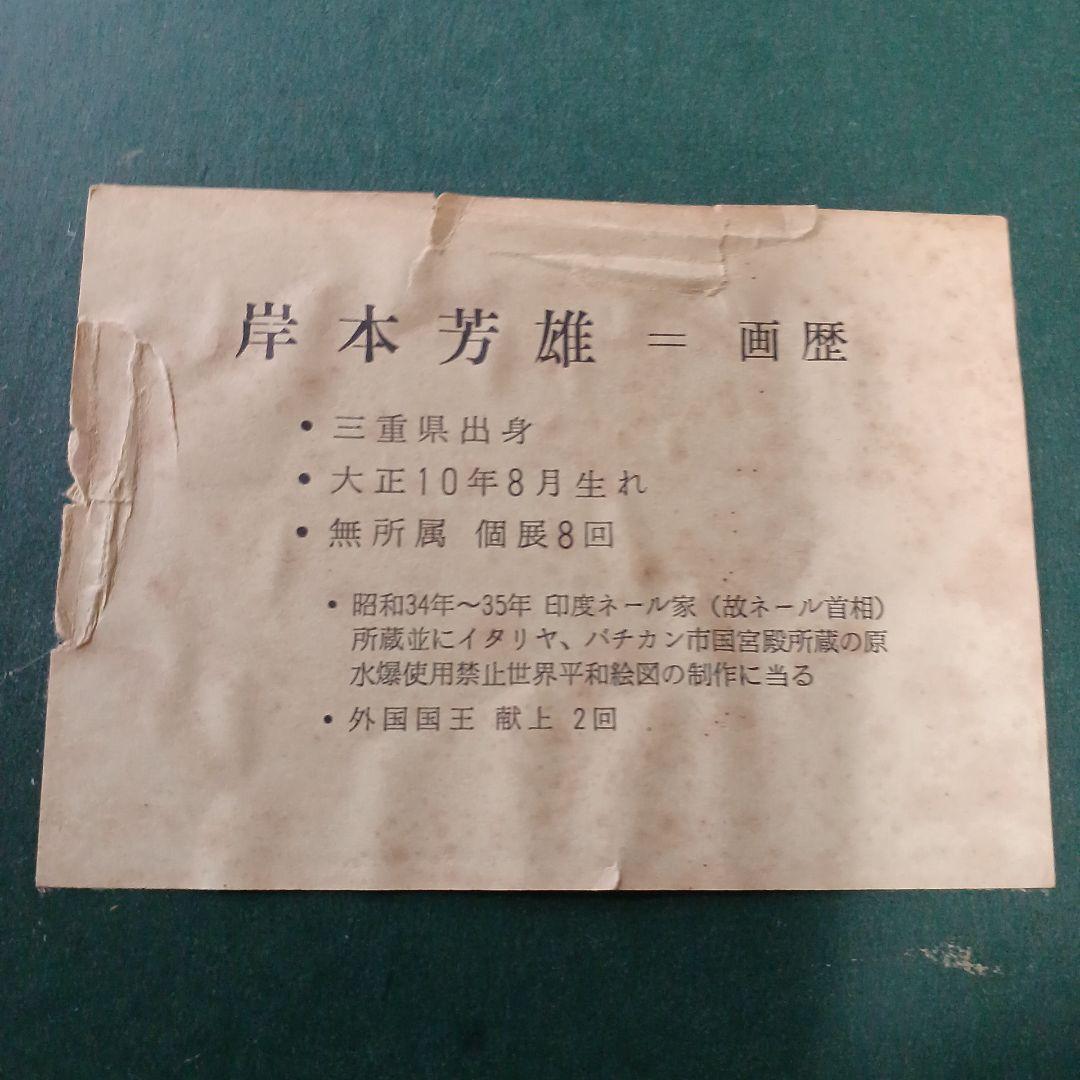 岸本芳雄 = 画歴
・三重県出身
・大正10年8月生れ
・無所属 個展8回
・昭和34年〜35年 印度ネール家（故ネール首相）
所蔵並にイタリヤ、バチカン市国宮殿所蔵の原
水爆使用禁止世界平和絵図の制作に当る
・外国国王 献上 2回